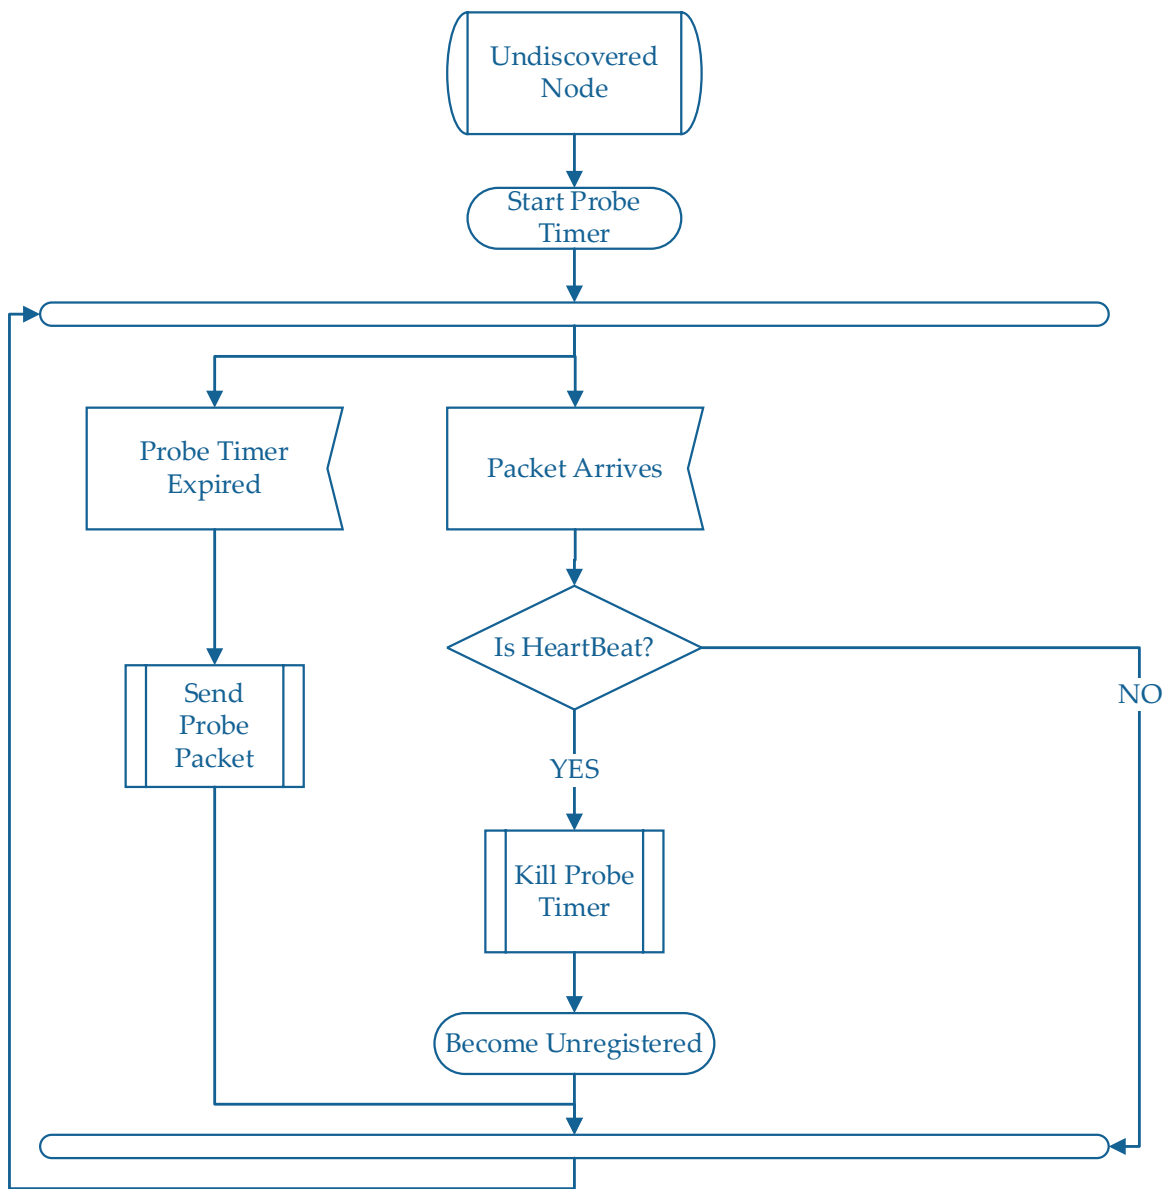 Undiscovered
Node
Start Probe
Timer
Probe Timer
Expired
Packet Arrives
Is HeartBeat?
Send
Probe
Packet
NO
YES
Kill Probe
Timer
Become Unregistered